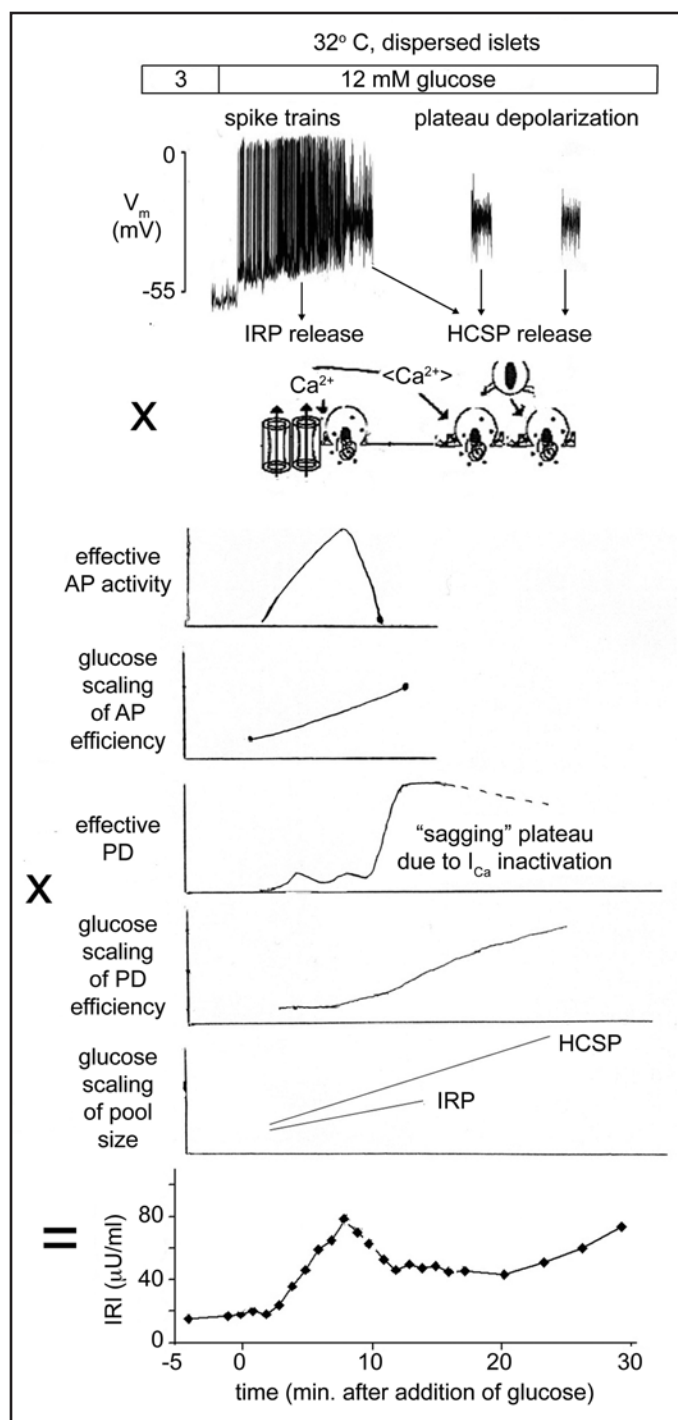 32° C, dispersed islets
3
12 mM glucose
spike trains
plateau depolarization
0
V_m
(mV)
-55
IRP release
HCSP release
Ca²⁺
<Ca²⁺>
X
effective
AP activity
glucose
scaling
of AP
efficiency
effective
PD
"sagging" plateau
due to I_Ca inactivation
X
glucose
scaling
of PD
efficiency
glucose
scaling
of pool
size
HCSP
IRP
=
IRI (μU/ml)
80
40
0
-5 0 10 20 30
time (min. after addition of glucose)